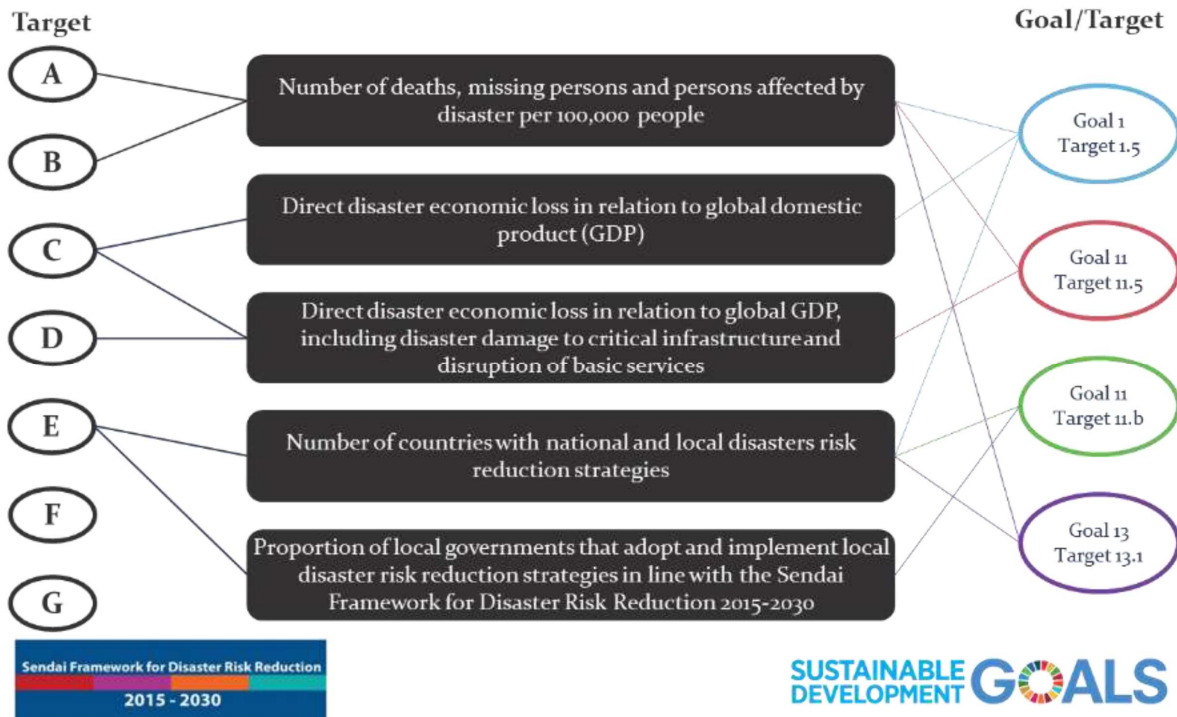 Target
Goal/Target
A
B
C
D
E
F
G
Number of deaths, missing persons and persons affected by
disaster per 100,000 people
Direct disaster economic loss in relation to global domestic
product (GDP)
Direct disaster economic loss in relation to global GDP,
including disaster damage to critical infrastructure and
disruption of basic services
Number of countries with national and local disasters risk
reduction strategies
Proportion of local governments that adopt and implement local
disaster risk reduction strategies in line with the Sendai
Framework for Disaster Risk Reduction 2015-2030
Goal 1
Target 1.5
Goal 11
Target 11.5
Goal 11
Target 11.b
Goal 13
Target 13.1
Sendai Framework for Disaster Risk Reduction
2015 - 2030
SUSTAINABLE
DEVELOPMENT
GOALS